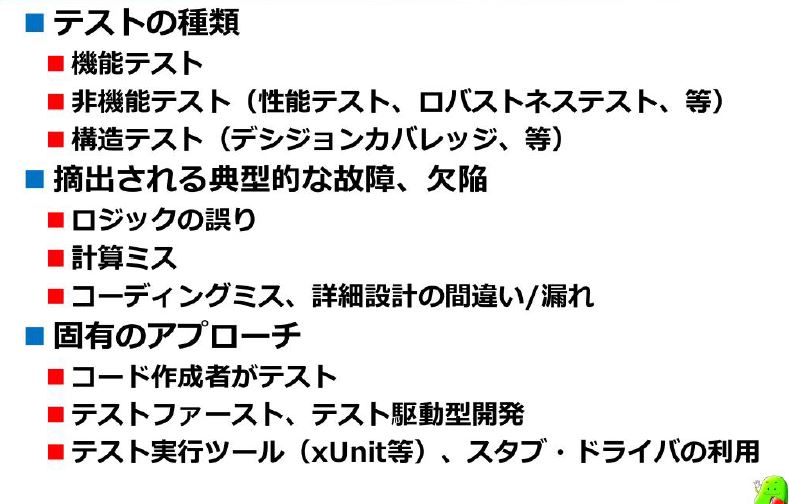 テストの種類
機能テスト
非機能テスト（性能テスト、ロバストネステスト、等）
構造テスト（デシジョンカバレッジ、等）
摘出される典型的な故障、欠陥
ロジックの誤り
計算ミス
コーディングミス、詳細設計の間違い/漏れ
固有のアプローチ
コード作成者がテスト
テストファースト、テスト駆動型開発
テスト実行ツール（xUnit等）、スタブ・ドライバの利用